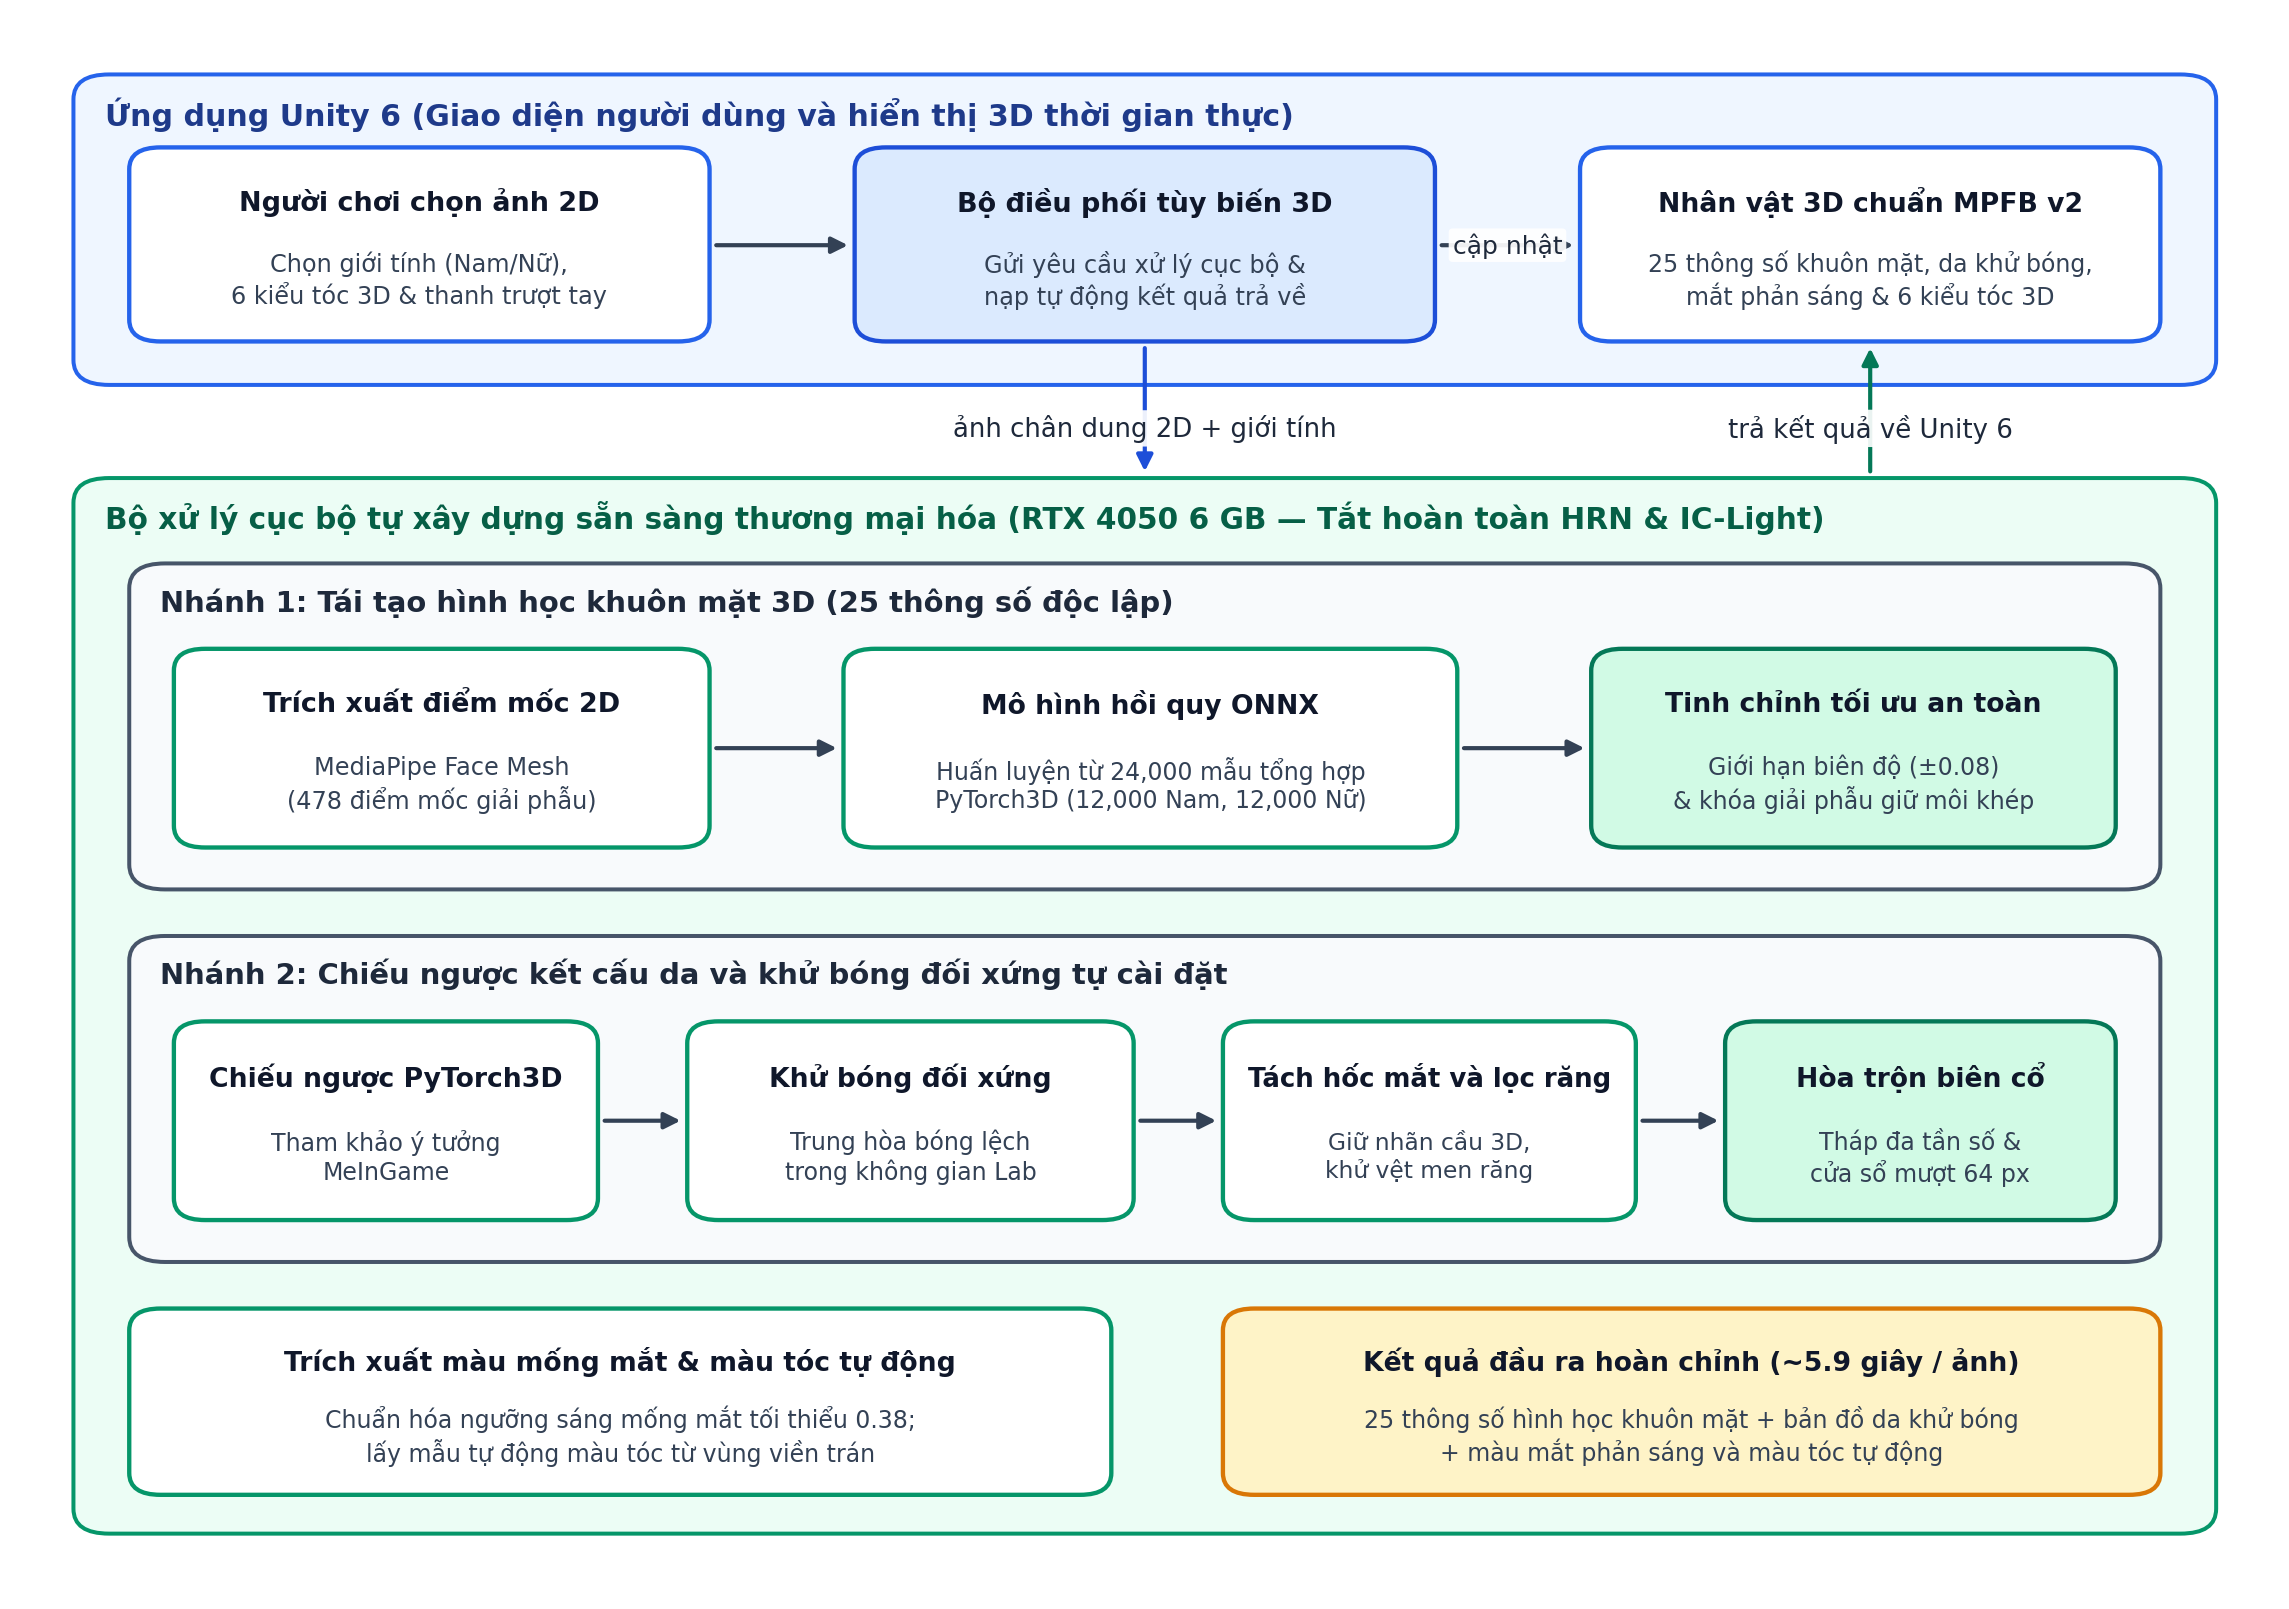 Ứng dụng Unity 6 (Giao diện người dùng và hiển thị 3D thời gian thực)
Người chơi chọn ảnh 2D
Chọn giới tính (Nam/Nữ),
6 kiểu tóc 3D & thanh trượt tay
Bộ điều phối tùy biến 3D
Gửi yêu cầu xử lý cục bộ &
nạp tự động kết quả trả về
cập nhật
Nhân vật 3D chuẩn MPFB v2
25 thông số khuôn mặt, da khử bóng,
mắt phản sáng & 6 kiểu tóc 3D
ảnh chân dung 2D + giới tính
trả kết quả về Unity 6
Bộ xử lý cục bộ tự xây dựng sẵn sàng thương mại hóa (RTX 4050 6 GB — Tắt hoàn toàn HRN & IC-Light)
Nhánh 1: Tái tạo hình học khuôn mặt 3D (25 thông số độc lập)
Trích xuất điểm mốc 2D
MediaPipe Face Mesh
(478 điểm mốc giải phẫu)
Mô hình hồi quy ONNX
Huấn luyện từ 24,000 mẫu tổng hợp
PyTorch3D (12,000 Nam, 12,000 Nữ)
Tinh chỉnh tối ưu an toàn
Giới hạn biên độ (±0.08)
& khóa giải phẫu giữ môi khép
Nhánh 2: Chiếu ngược kết cấu da và khử bóng đối xứng tự cài đặt
Chiếu ngược PyTorch3D
Tham khảo ý tưởng
MeInGame
Khử bóng đối xứng
Trung hòa bóng lệch
trong không gian Lab
Tách hốc mắt và lọc răng
Giữ nhãn cầu 3D,
khử vệt men răng
Hòa trộn biên cổ
Tháp đa tần số &
cửa sổ mượt 64 px
Trích xuất màu mống mắt & màu tóc tự động
Chuẩn hóa ngưỡng sáng mống mắt tối thiểu 0.38;
lấy mẫu tự động màu tóc từ vùng viền trán
Kết quả đầu ra hoàn chỉnh (~5.9 giây / ảnh)
25 thông số hình học khuôn mặt + bản đồ da khử bóng
+ màu mắt phản sáng và màu tóc tự động